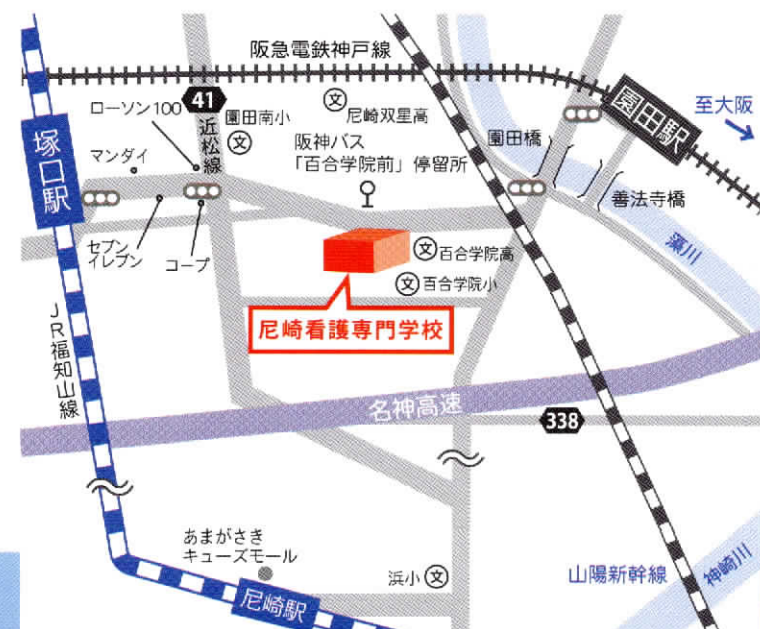 阪急電鉄神戸線
ローソン100
41
近松線
園田南小
文
文
尼崎双星高
園田駅
至大阪
塚口駅
マンダイ
阪神バス
「百合学院前」停留所
園田橋
善法寺橋
セブン
イレブン
コープ
文
百合学院高
文
百合学院小
藻川
尼崎看護専門学校
JR福知山線
名神高速
338
あまがさき
キューズモール
浜小
文
山陽新幹線
神崎川
尼崎駅